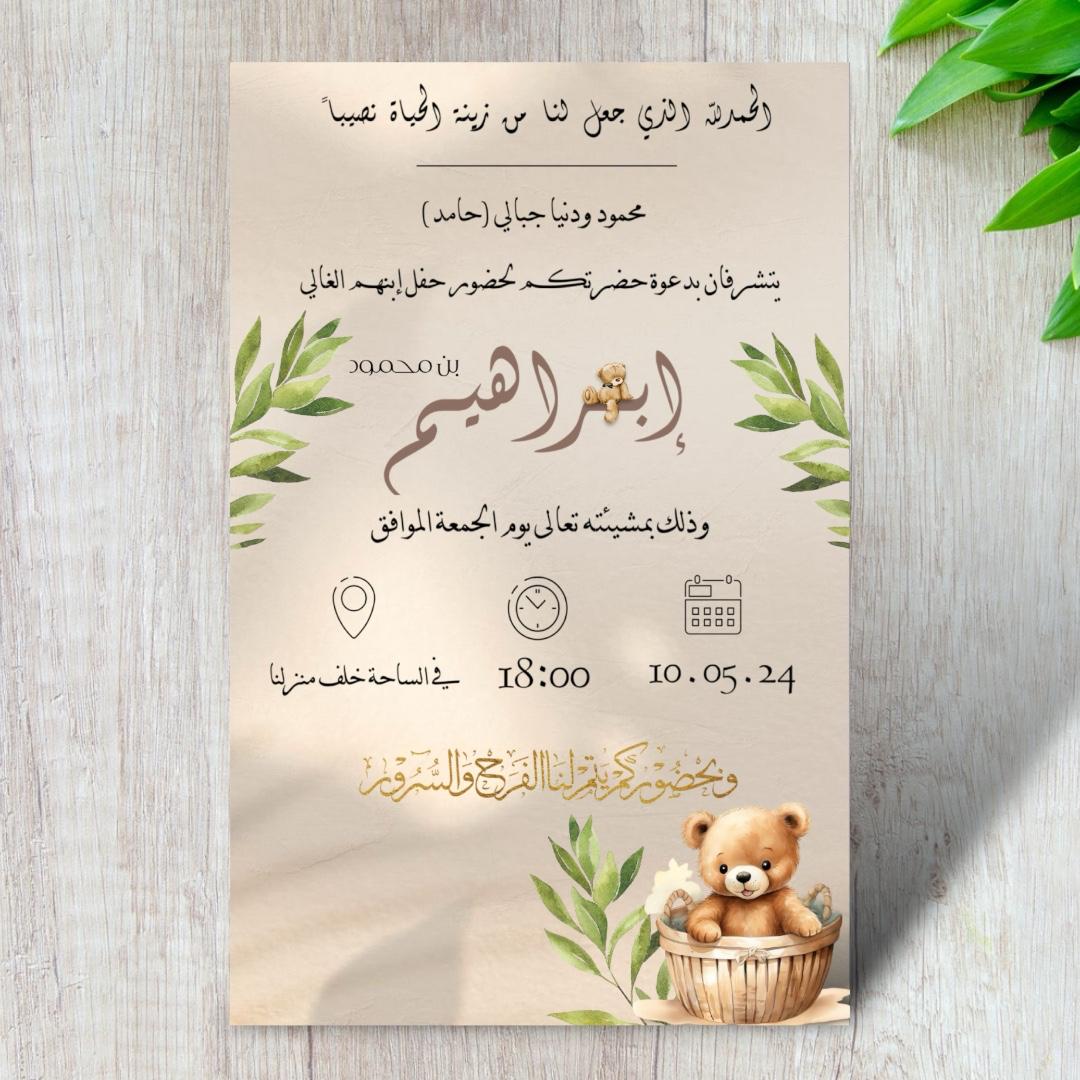 الحمدلله الذي جعل لنا من زينة الحياة نصيباً
محمود ودنيا جبالي (حامد)
يتشرفان بدعوة حضرتكم لحضور حفل إبنهم الغالي
إبراهيم
بن محمود
وذلك بمشيئته تعالى يوم الجمعة الموافق
10.05.24
18:00
في الساحة خلف منزلنا
وبحضوركم يتم لنا الفرح والسرور